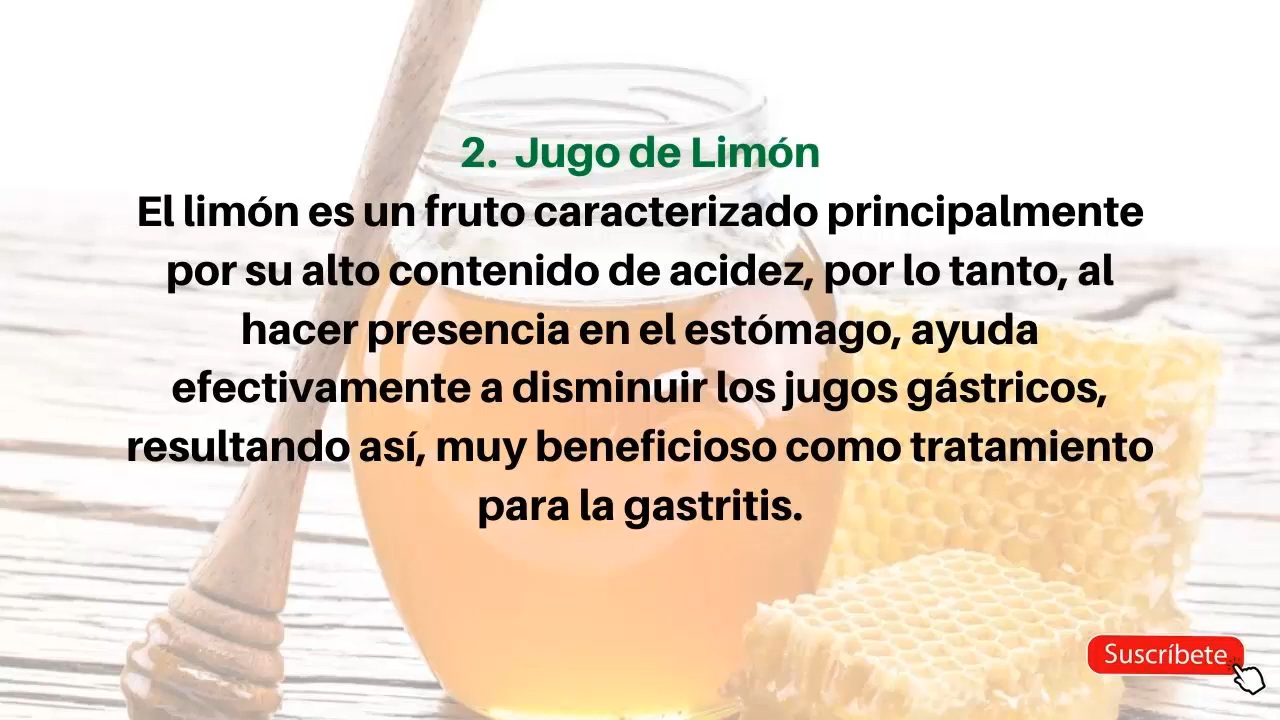 2. Jugo de Limón
El limón es un fruto caracterizado principalmente
por su alto contenido de acidez, por lo tanto, al
hacer presencia en el estómago, ayuda
efectivamente a disminuir los jugos gástricos,
resultando así, muy beneficioso como tratamiento
para la gastritis.
Suscríbete